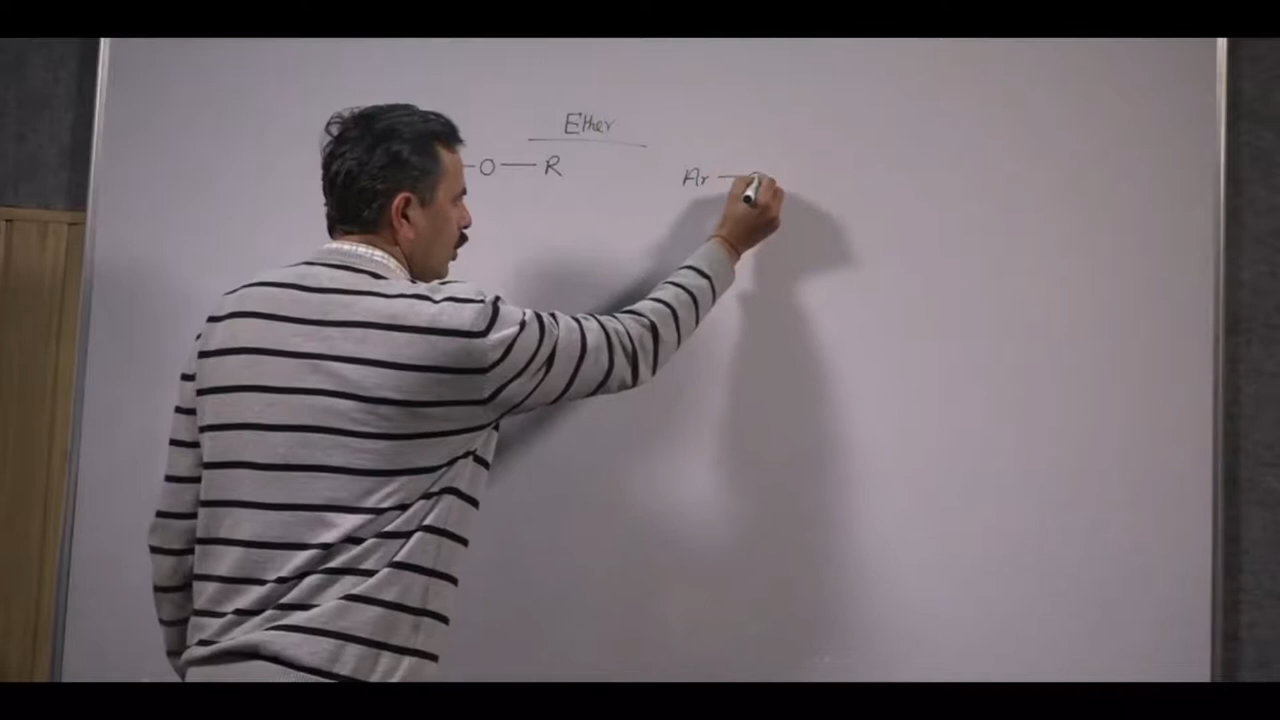 Ether
-O — R
Ar —